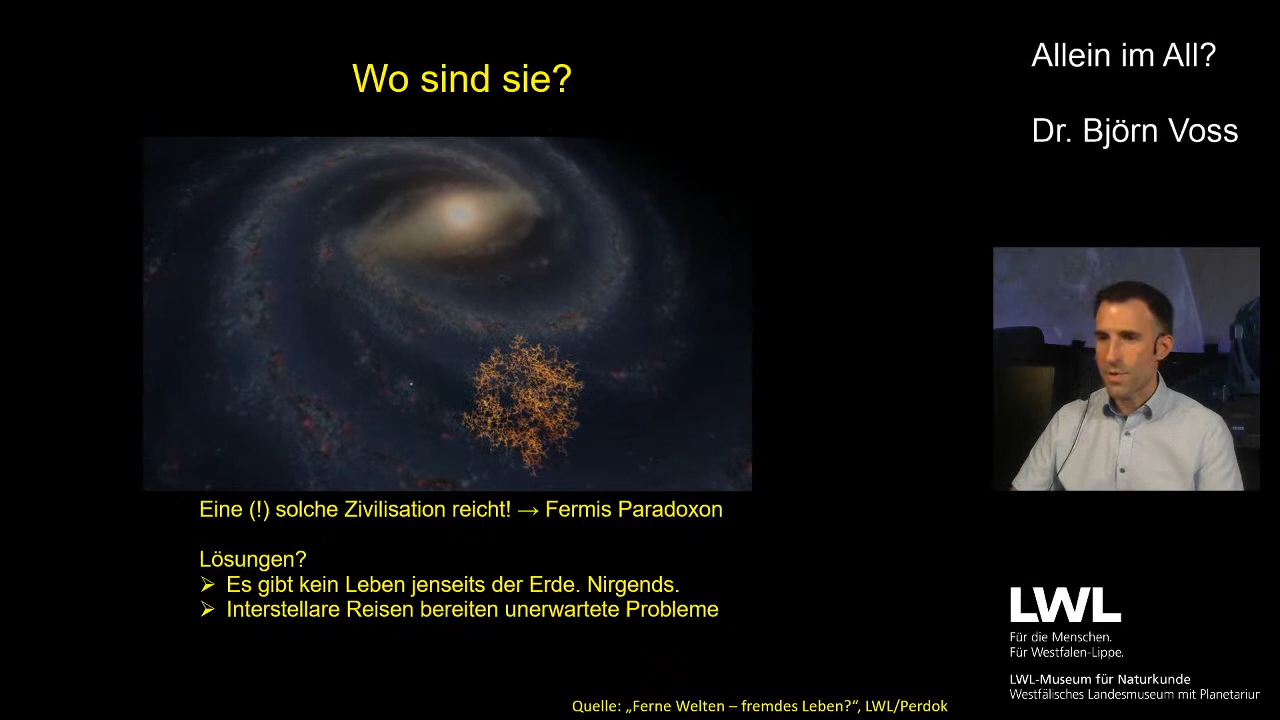 Wo sind sie?
Eine (!) solche Zivilisation reicht! → Fermis Paradoxon
Lösungen?
➢ Es gibt kein Leben jenseits der Erde. Nirgends.
➢ Interstellare Reisen bereiten unerwartete Probleme
Quelle: „Ferne Welten – fremdes Leben?“, LWL/Perdok
Allein im All?
Dr. Björn Voss
LWL
Für die Menschen.
Für Westfalen-Lippe.
LWL-Museum für Naturkunde
Westfälisches Landesmuseum mit Planetariur